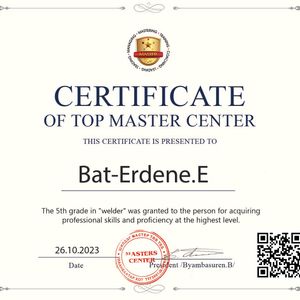 MASTER
CERTIFICATE
OF TOP MASTER CENTER
THIS CERTIFICATE IS PRESENTED TO
Bat-Erdene.E
The 5th grade in "welder" was granted to the person for acquiring
professional skills and proficiency at the highest level.
26.10.2023
MASTERS
CENTER
Date
President /Byambasuren.B/